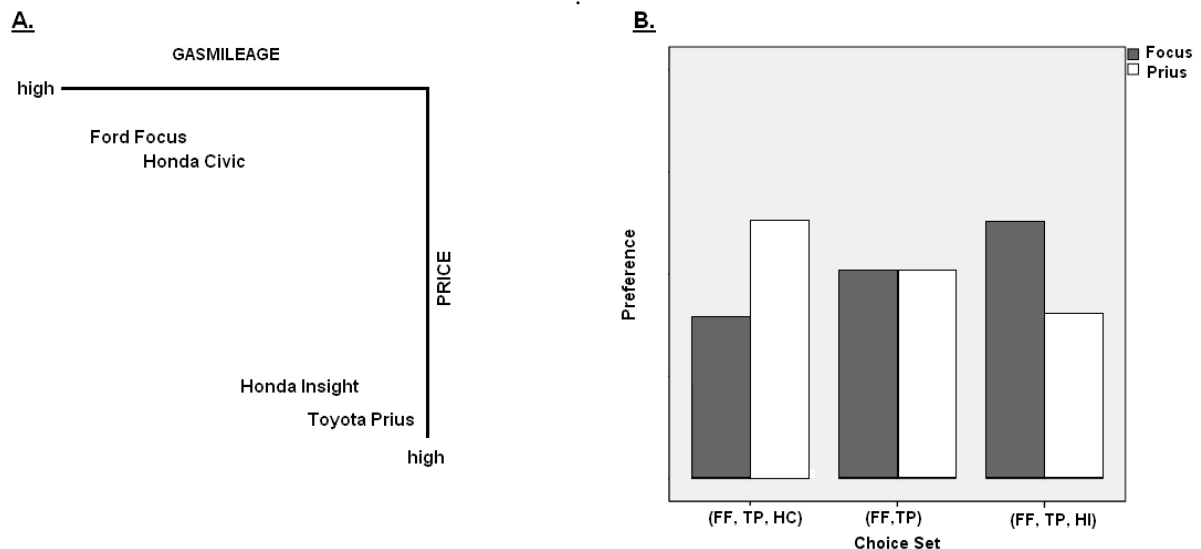 A.
GASMILEAGE
high
Ford Focus
Honda Civic
PRICE
Honda Insight
Toyota Prius
high
B.
Focus
Prius
Preference
(FF, TP, HC)
(FF,TP)
(FF, TP, HI)
Choice Set